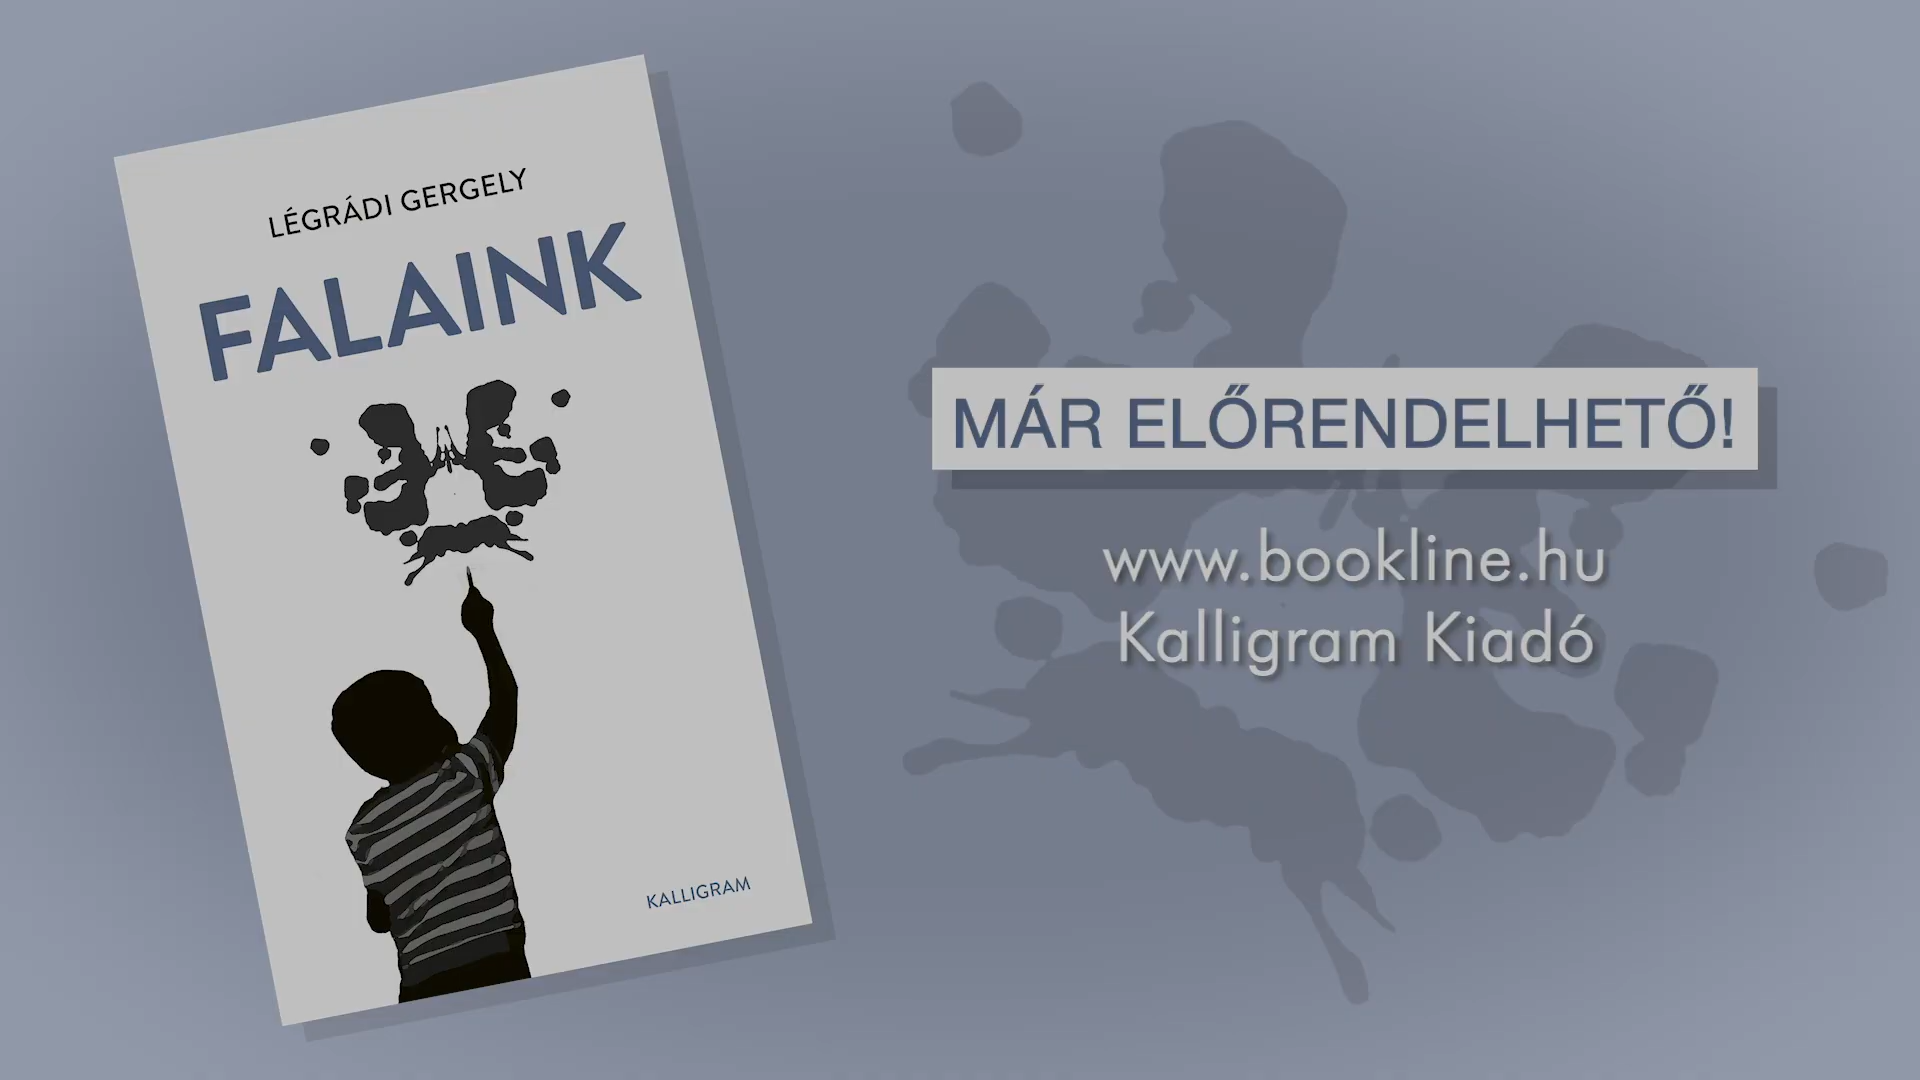 LÉGRÁDI GERGELY
FALAINK
KALLIGRAM
MÁR ELŐRENDELHETŐ!
www.bookline.hu
Kalligram Kiadó